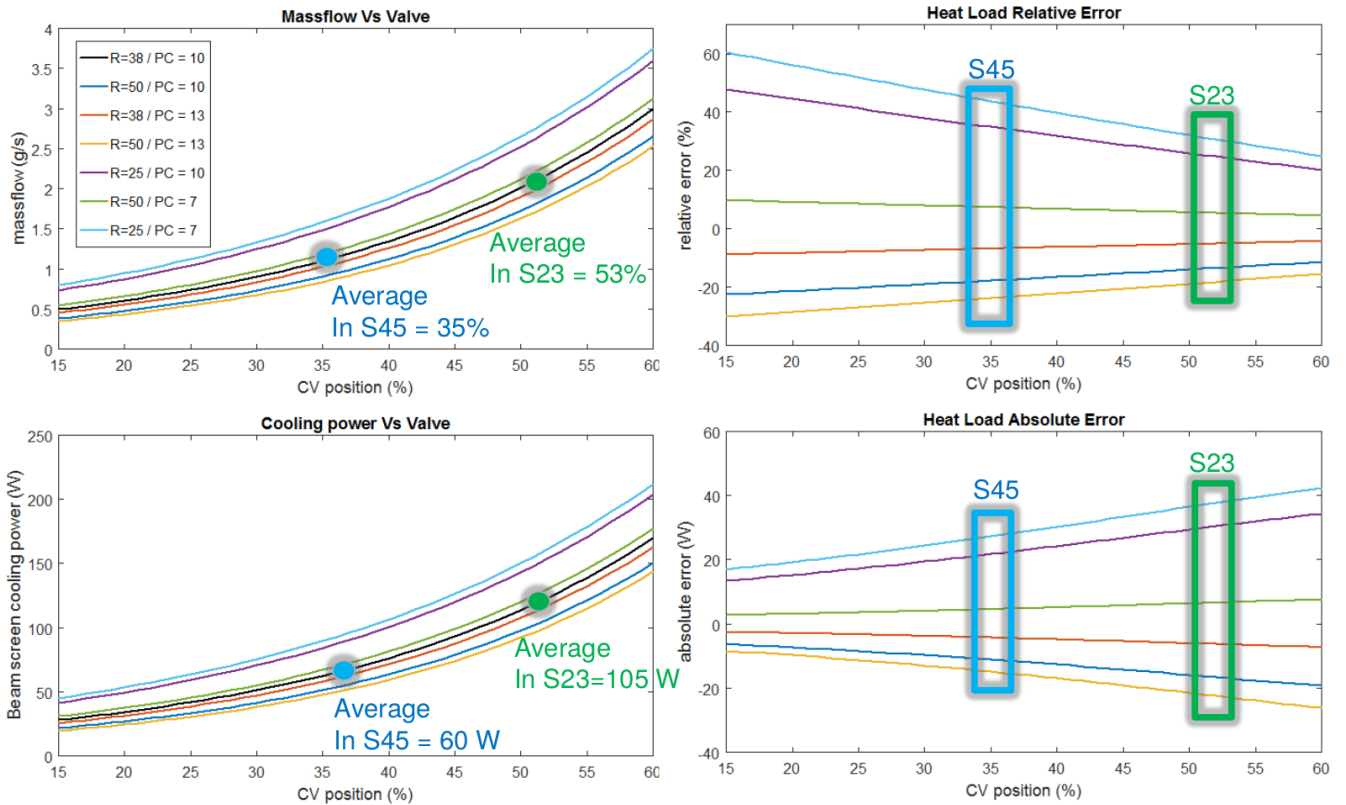 Massflow Vs Valve
4
3.5
3
2.5
2
1.5
1
0.5
0
massflow (g/s)
R=38 / PC = 10
R=50 / PC = 10
R=38 / PC = 13
R=50 / PC = 13
R=25 / PC = 10
R=50 / PC = 7
R=25 / PC = 7
Average
In S23 = 53%
Average
In S45 = 35%
15 20 25 30 35 40 45 50 55 60
CV position (%)
Heat Load Relative Error
60
40
20
0
-20
-40
relative error (%)
S45
S23
15 20 25 30 35 40 45 50 55 60
CV position (%)
Cooling power Vs Valve
250
200
150
100
50
0
Beam screen cooling power (W)
Average
In S23=105 W
Average
In S45 = 60 W
15 20 25 30 35 40 45 50 55 60
CV position (%)
Heat Load Absolute Error
60
40
20
0
-20
-40
absolute error (W)
S45
S23
15 20 25 30 35 40 45 50 55 60
CV position (%)